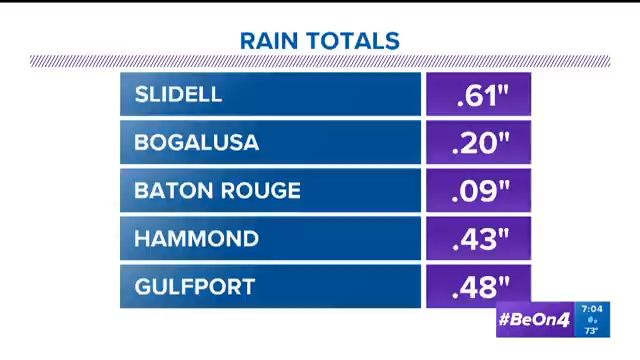 RAIN TOTALS
SLIDELL .61"
BOGALUSA .20"
BATON ROUGE .09"
HAMMOND .43"
GULFPORT .48"
#BeOn4
7:04
73°